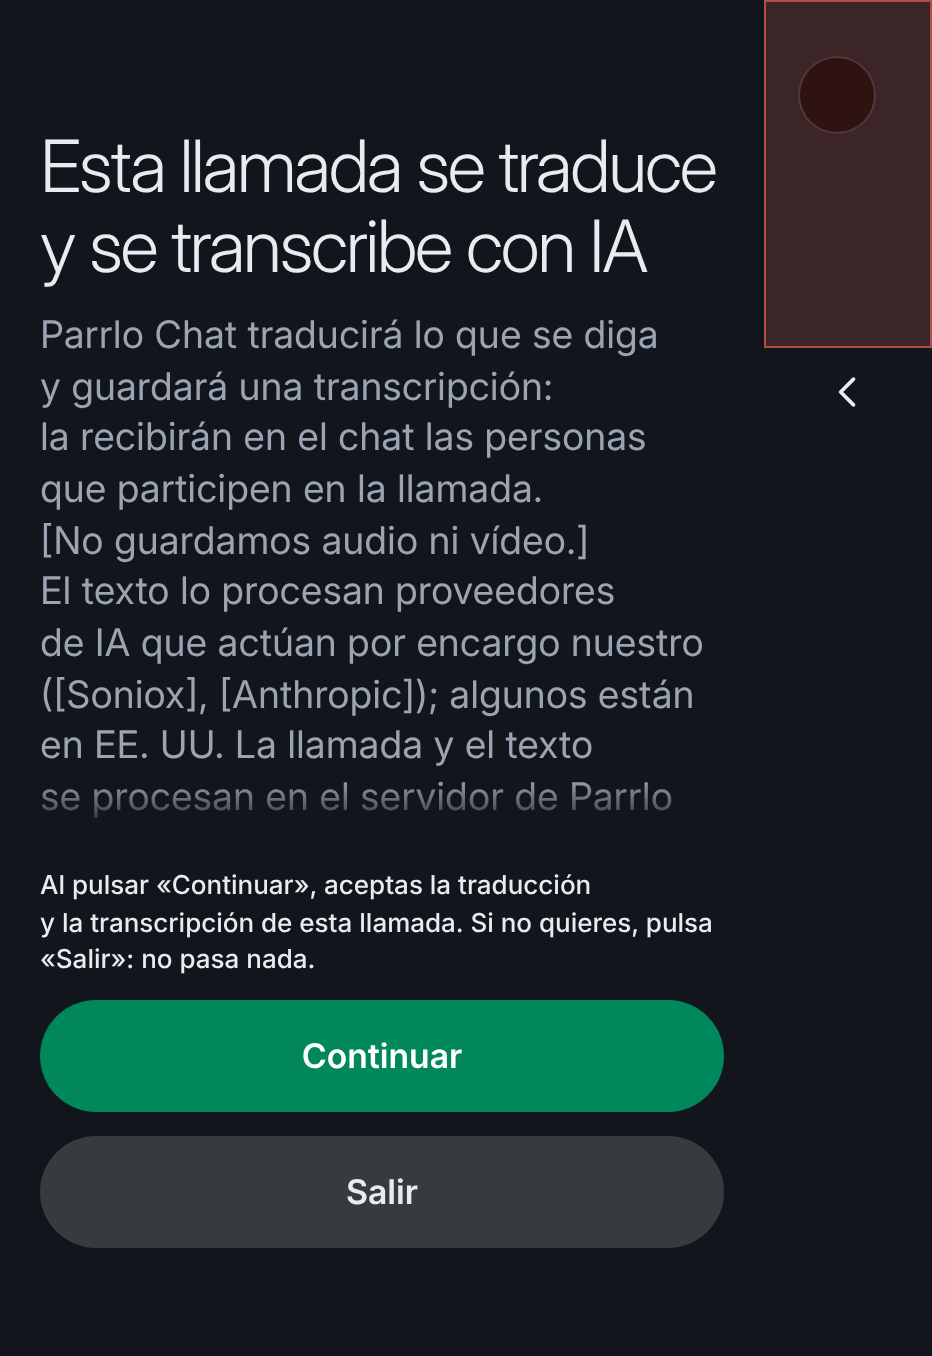 Esta llamada se traduce
y se transcribe con IA
Parrlo Chat traducirá lo que se diga
y guardará una transcripción:
la recibirán en el chat las personas
que participen en la llamada.
[No guardamos audio ni vídeo.]
El texto lo procesan proveedores
de IA que actúan por encargo nuestro
([Soniox], [Anthropic]); algunos están
en EE. UU. La llamada y el texto
se procesan en el servidor de Parrlo
Al pulsar «Continuar», aceptas la traducción
y la transcripción de esta llamada. Si no quieres, pulsa
«Salir»: no pasa nada.
Continuar
Salir